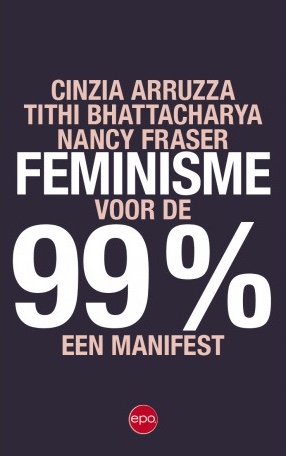 CINZIA ARRUZZA
TITHI BHATTACHARYA
NANCY FRASER
FEMINISME
VOOR DE
99 %
EEN MANIFEST
epo.